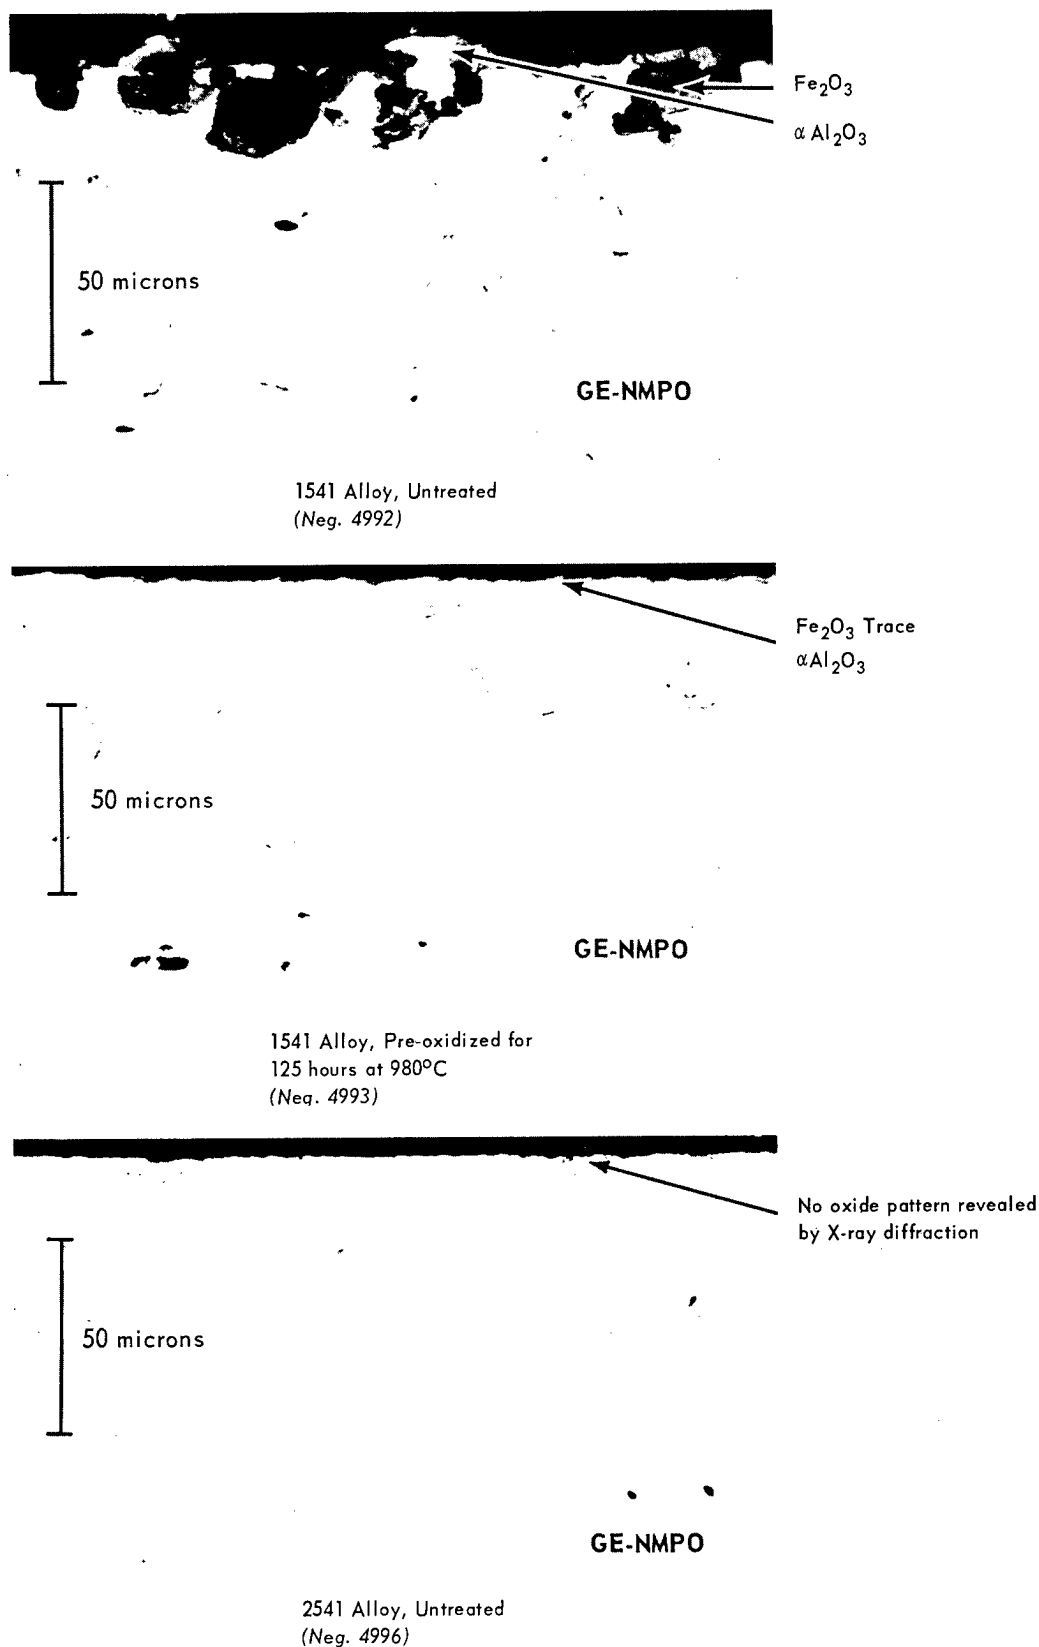 Fe₂O₃
αAl₂O₃
50 microns
GE-NMPO
1541 Alloy, Untreated
(Neg. 4992)
Fe₂O₃ Trace
αAl₂O₃
50 microns
GE-NMPO
1541 Alloy, Pre-oxidized for
125 hours at 980°C
(Neg. 4993)
No oxide pattern revealed
by X-ray diffraction
50 microns
GE-NMPO
2541 Alloy, Untreated
(Neg. 4996)